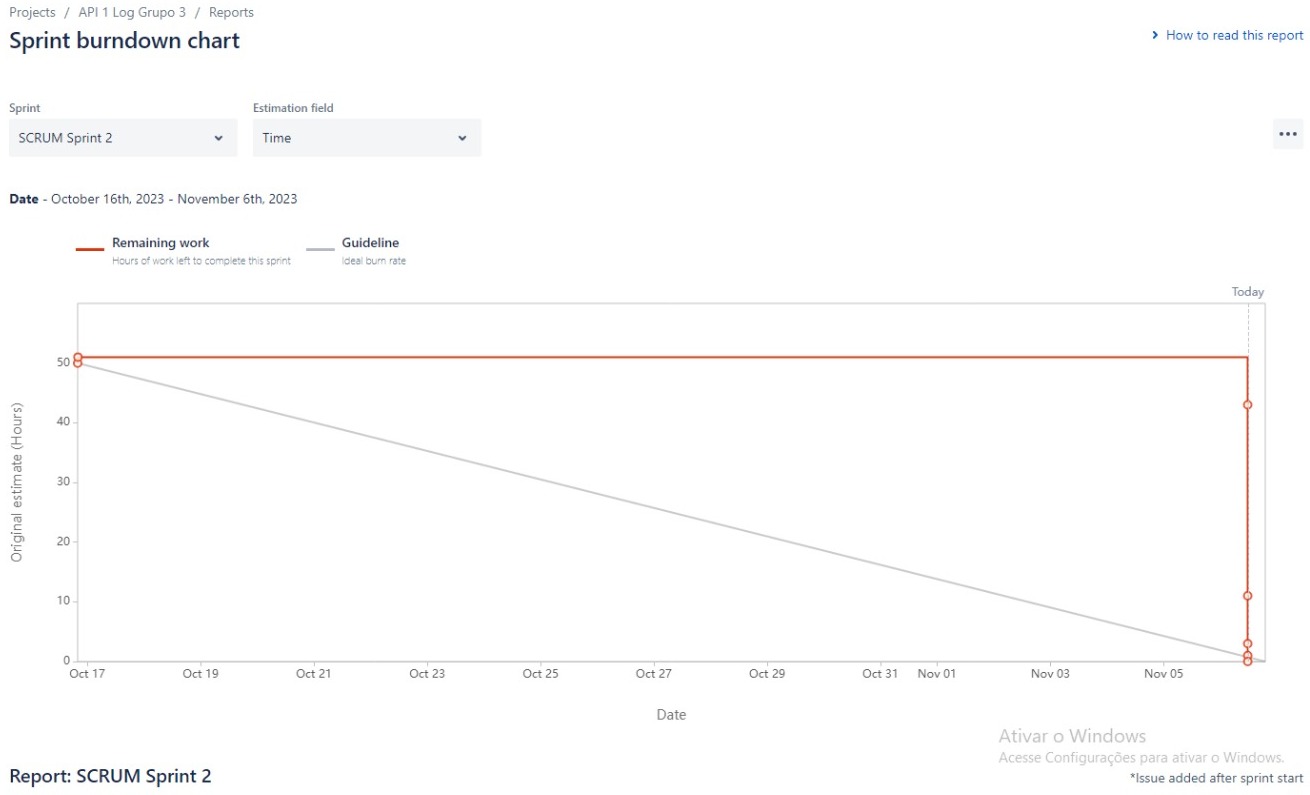 Projects / API 1 Log Grupo 3 / Reports
Sprint burndown chart
How to read this report
Sprint
Estimation field
SCRUM Sprint 2
Time
Date - October 16th, 2023 - November 6th, 2023
Remaining work
Guideline
Hours of work left to complete this sprint
Ideal burn rate
Today
50
40
30
20
10
0
Original estimate (Hours)
Oct 17 Oct 19 Oct 21 Oct 23 Oct 25 Oct 27 Oct 29 Oct 31 Nov 01 Nov 03 Nov 05
Date
Ativar o Windows
Acesse Configurações para ativar o Windows.
Report: SCRUM Sprint 2
*Issue added after sprint start